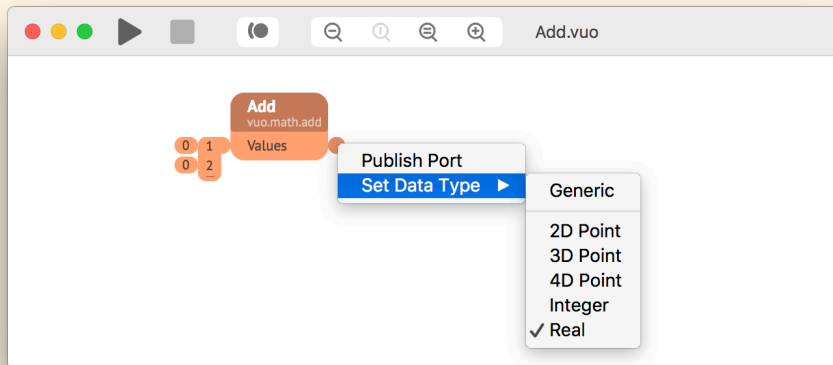 Add.vuo
Add
vuo.math.add
0 1 Values
0 2
Publish Port
Set Data Type
Generic
2D Point
3D Point
4D Point
Integer
Real